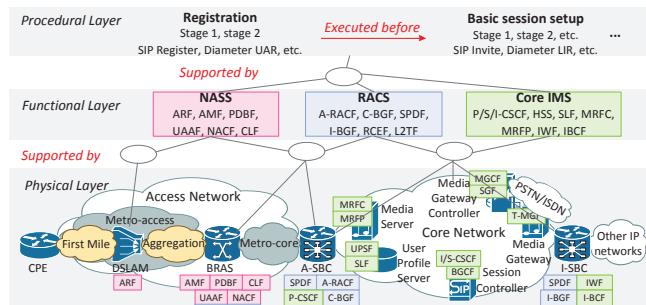 Procedural Layer
Registration
Stage 1, stage 2
SIP Register, Diameter UAR, etc.
Executed before
Basic session setup
Stage 1, stage 2, etc.
SIP Invite, Diameter LIR, etc.
...
Supported by
Functional Layer
NASS
ARF, AMF, PDBF,
UAAF, NACF, CLF
RACS
A-RACF, C-BGF, SPDF,
I-BGF, RCEF, L2TF
Core IMS
P/S/I-CSCF, HSS, SLF, MRFC,
MRFP, IWF, IBCF
Supported by
Physical Layer
Access Network
Metro-access
First Mile
Aggregation
Metro-core
CPE
DSLAM
BRAS
A-SBC
ARF
AMF
PDBF
CLF
UAAF
NACF
SPDF
A-RACF
P-CSCF
C-BGF
MRFC
MRFP
Media
Server
UPSF
SLF
User
Profile
Server
Media
Gateway
Controller
MGCF
SGF
PSTN/ISDN
T-MGF
Core Network
Media
Gateway
I/S-CSCF
BGCF
Session
Controller
SIP
I-SBC
Other IP
networks
SPDF
IWF
I-BGF
I-BCF